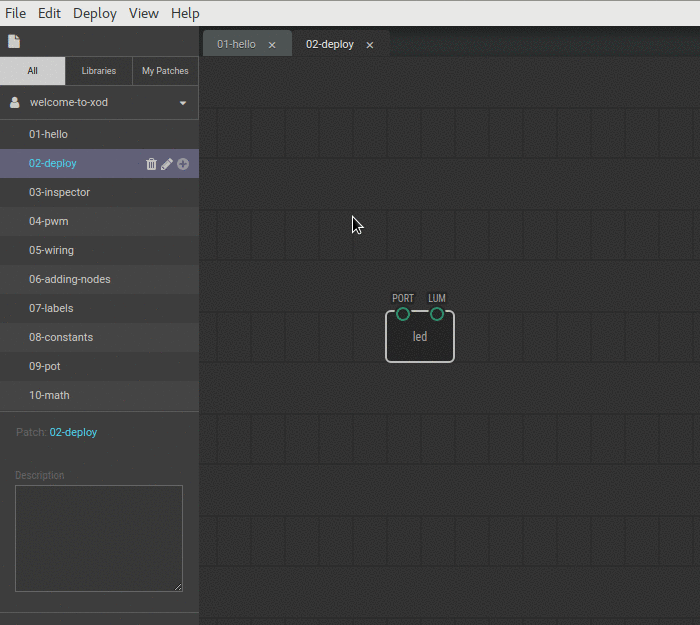 File Edit Deploy View Help
01-hello × 02-deploy ×
All Libraries My Patches
welcome-to-xod
01-hello
02-deploy
03-inspector
04-pwm
05-wiring
06-adding-nodes
07-labels
08-constants
09-pot
10-math
Patch: 02-deploy
Description
PORT LUM
led